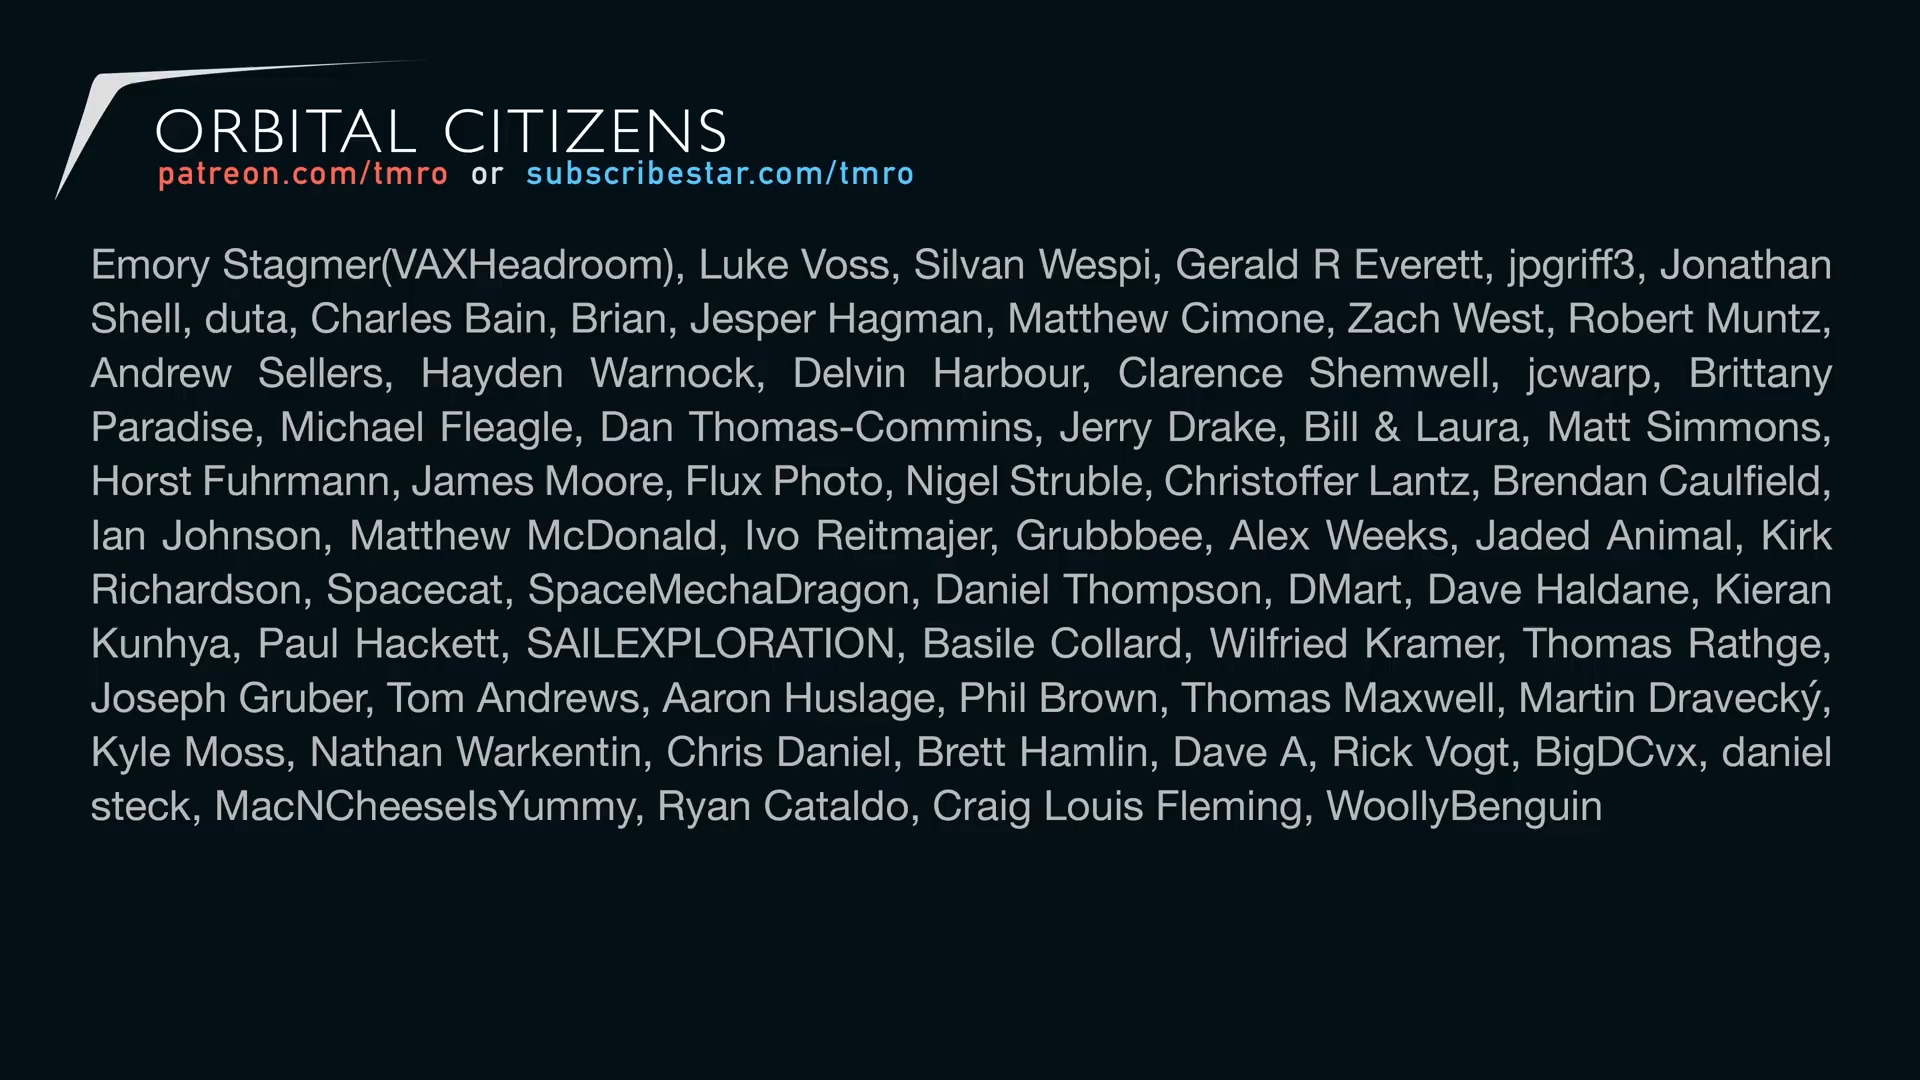 ORBITAL CITIZENS
patreon.com/tmro or subscribestar.com/tmro
Emory Stagmer(VAXHeadroom), Luke Voss, Silvan Wespi, Gerald R Everett, jpgriff3, Jonathan
Shell, duta, Charles Bain, Brian, Jesper Hagman, Matthew Cimone, Zach West, Robert Muntz,
Andrew Sellers, Hayden Warnock, Delvin Harbour, Clarence Shemwell, jcwarp, Brittany
Paradise, Michael Fleagle, Dan Thomas-Commins, Jerry Drake, Bill & Laura, Matt Simmons,
Horst Fuhrmann, James Moore, Flux Photo, Nigel Struble, Christoffer Lantz, Brendan Caulfield,
Ian Johnson, Matthew McDonald, Ivo Reitmajer, Grubbbee, Alex Weeks, Jaded Animal, Kirk
Richardson, Spacecat, SpaceMechaDragon, Daniel Thompson, DMart, Dave Haldane, Kieran
Kunhya, Paul Hackett, SAILEXPLORATION, Basile Collard, Wilfried Kramer, Thomas Rathge,
Joseph Gruber, Tom Andrews, Aaron Huslage, Phil Brown, Thomas Maxwell, Martin Dravecký,
Kyle Moss, Nathan Warkentin, Chris Daniel, Brett Hamlin, Dave A, Rick Vogt, BigDCvx, daniel
steck, MacNCheeseIsYummy, Ryan Cataldo, Craig Louis Fleming, WoollyBenguin